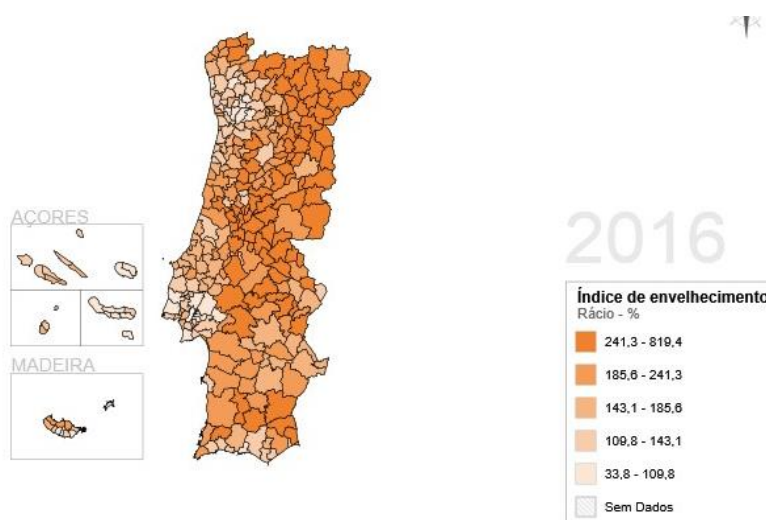 AÇORES
MADEIRA
2016
Índice de envelhecimento
Rácio - %
241,3 - 819,4
185,6 - 241,3
143,1 - 185,6
109,8 - 143,1
33,8 - 109,8
Sem Dados